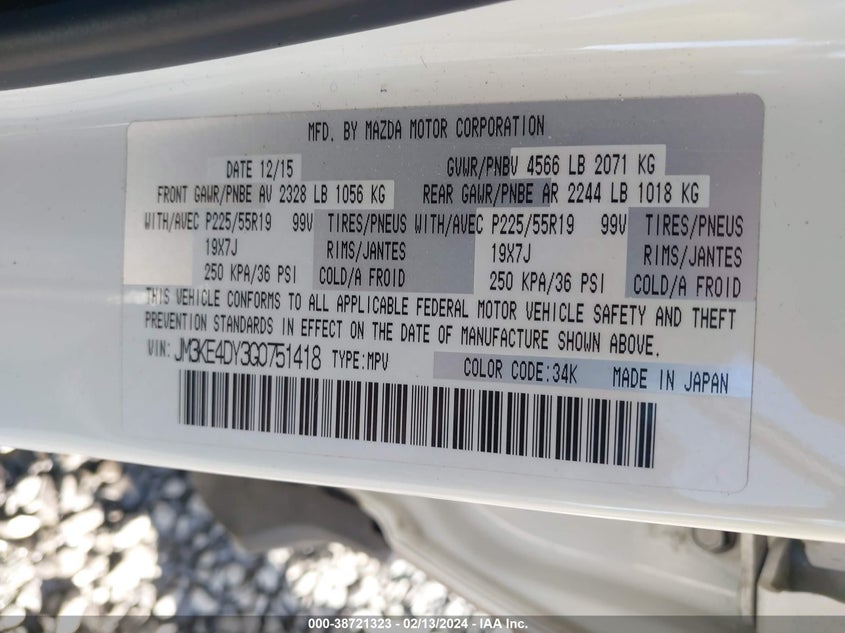 MFD. BY MAZDA MOTOR CORPORATION
DATE 12/15 GVWR/PNBV 4566 LB 2071 KG
FRONT GAWR/PNBE AV 2328 LB 1056 KG REAR GAWR/PNBE AR 2244 LB 1018 KG
WITH/AVEC P225/55R19 99V TIRES/PNEUS WITH/AVEC P225/55R19 99V TIRES/PNEUS
19X7J RIMS/JANTES 19X7J RIMS/JANTES
250 KPA/36 PSI COLD/A FROID 250 KPA/36 PSI COLD/A FROID
THIS VEHICLE CONFORMS TO ALL APPLICABLE FEDERAL MOTOR VEHICLE SAFETY AND THEFT
PREVENTION STANDARDS IN EFFECT ON THE DATE OF MANUFACTURE SHOWN ABOVE.
VIN: JM3KE4DY3G0751418 TYPE:MPV COLOR CODE:34K MADE IN JAPAN
000-38721323 - 02/13/2024 - IAA Inc.